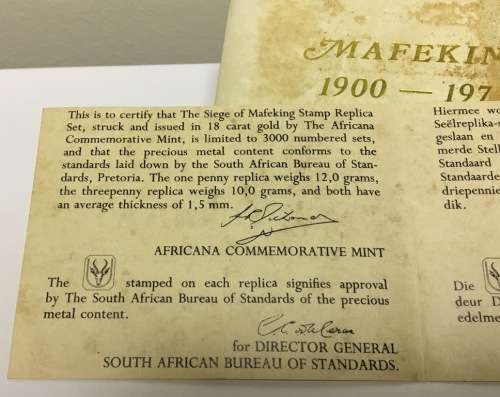 MAFEKIN
1900 — 197
This is to certify that The Siege of Mafeking Stamp Replica
Set, struck and issued in 18 carat gold by The Africana
Commemorative Mint, is limited to 3000 numbered sets,
and that the precious metal content conforms to the
standards laid down by the South African Bureau of Stan-
dards, Pretoria. The one penny replica weighs 12,0 grams,
the threepenny replica weighs 10,0 grams, and both have
an average thickness of 1,5 mm.
AFRICANA COMMEMORATIVE MINT
The stamped on each replica signifies approval
by The South African Bureau of Standards of the precious
metal content.
for DIRECTOR GENERAL
SOUTH AFRICAN BUREAU OF STANDARDS.
Hiermee wo
Seëlreplika-
geslaan en
merde Stell
Standaard
Standaarde
driepennie
dik.
Die
deur D
edelme